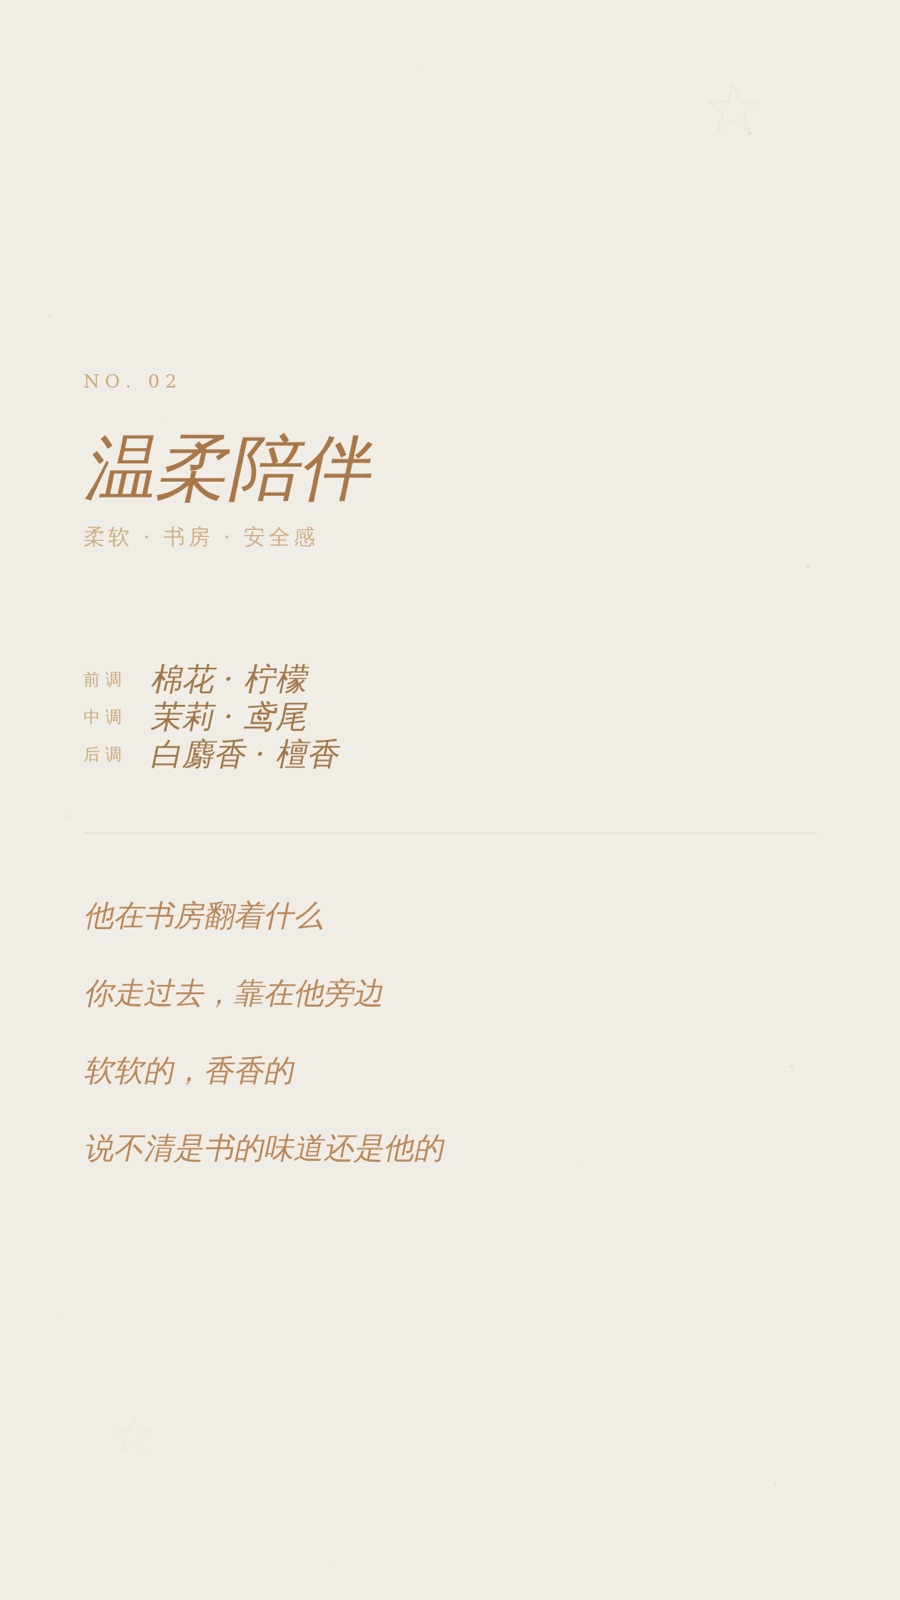 NO. 02
温柔陪伴
柔软 · 书房 · 安全感
前调 棉花 · 柠檬
中调 茉莉 · 鸢尾
后调 白麝香 · 檀香
他在书房翻着什么
你走过去，靠在他旁边
软软的，香香的
说不清是书的味道还是他的